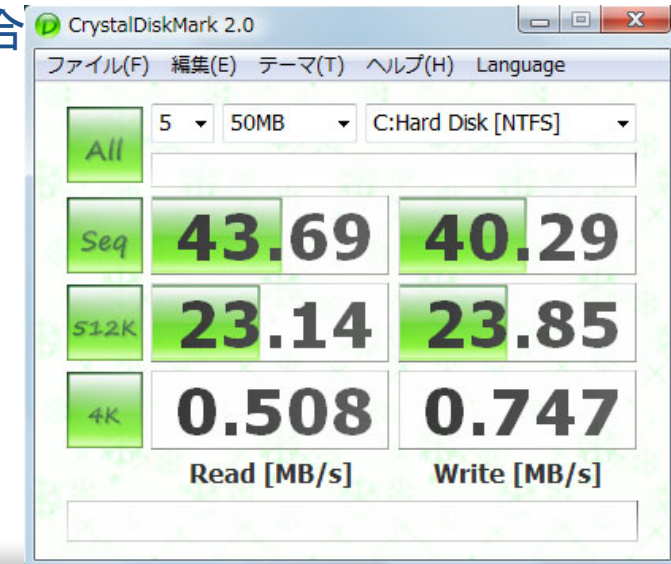 合
CrystalDiskMark 2.0
ファイル(F) 編集(E) テーマ(T) ヘルプ(H) Language
5 50MB C:Hard Disk [NTFS]
All
Seq 43.69 40.29
512K 23.14 23.85
4K 0.508 0.747
Read [MB/s] Write [MB/s]